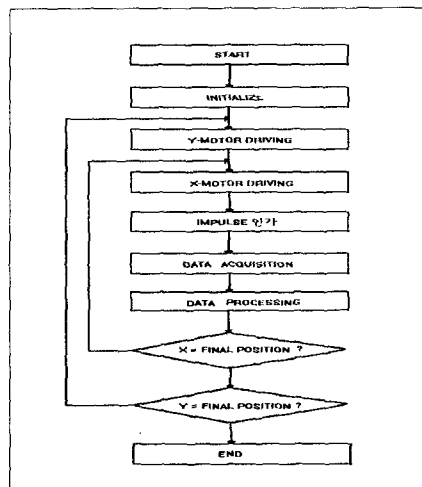 START
INITIALIZE
Y-MOTOR DRIVING
X-MOTOR DRIVING
IMPULSE 인가
DATA ACQUISITION
DATA PROCESSING
X = FINAL POSITION ?
Y = FINAL POSITION ?
END